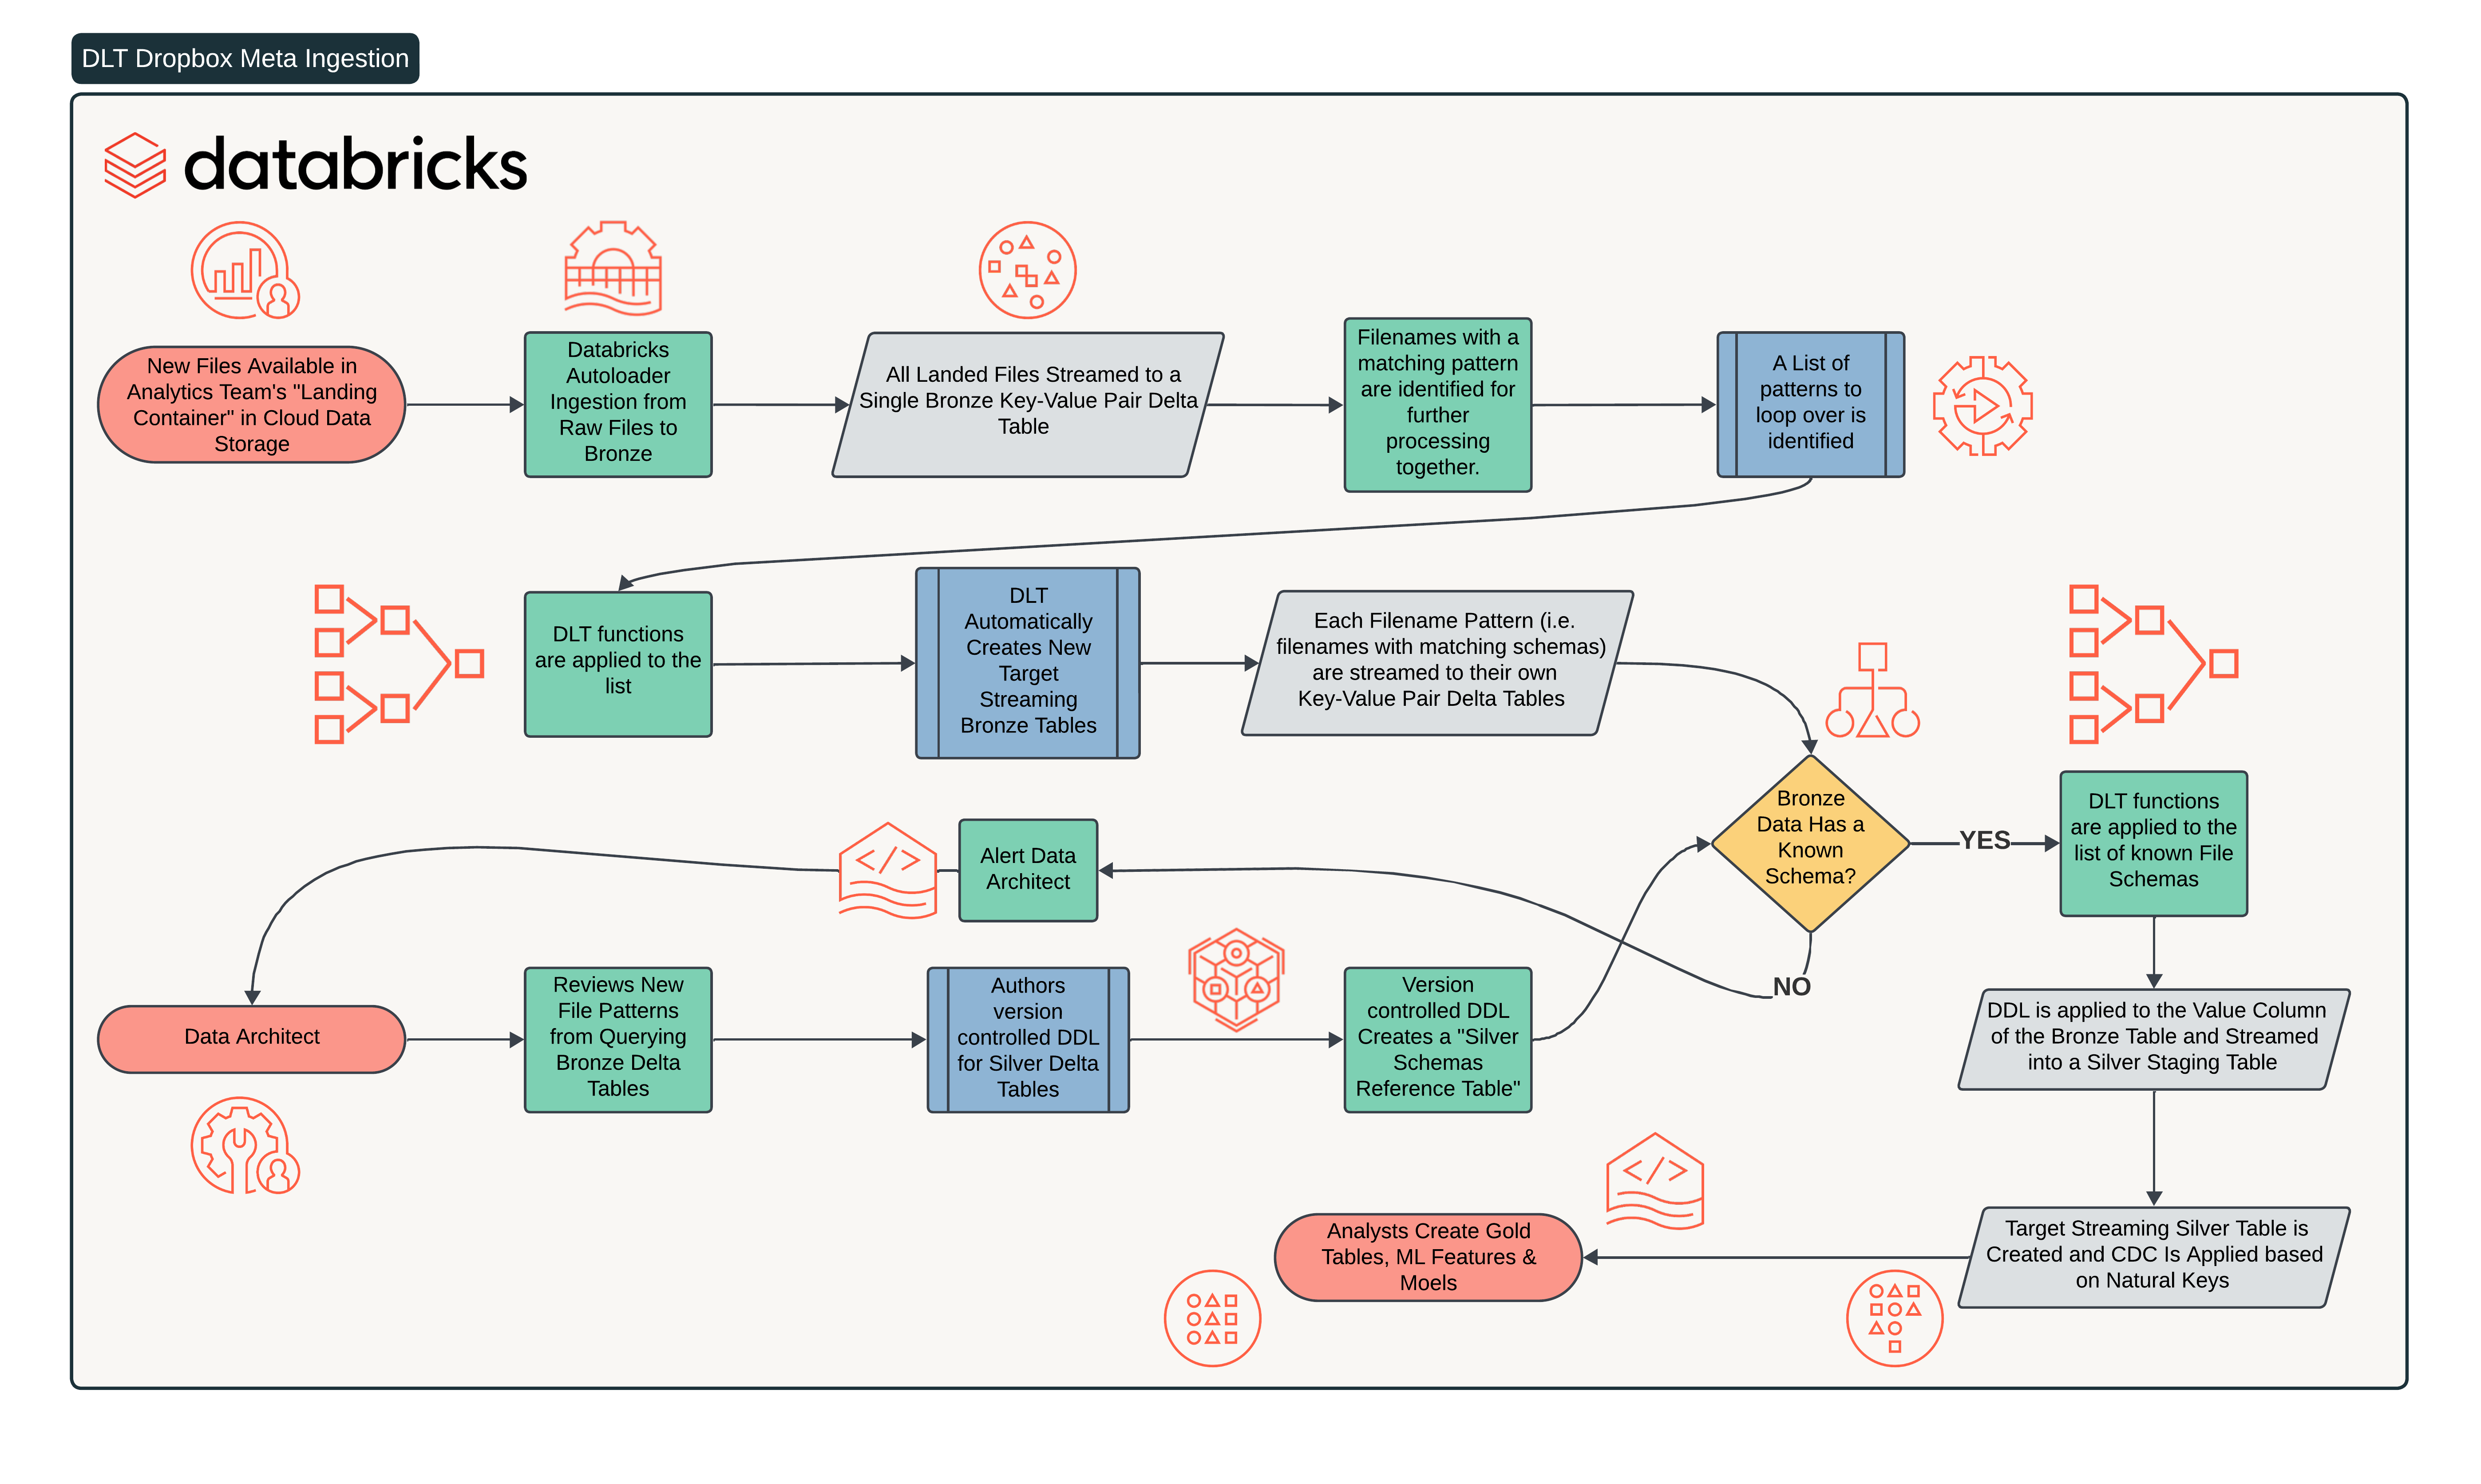 DLT Dropbox Meta Ingestion
databricks
New Files Available in
Analytics Team's "Landing
Container" in Cloud Data
Storage
Databricks
Autoloader
Ingestion from
Raw Files to
Bronze
All Landed Files Streamed to a
Single Bronze Key-Value Pair Delta
Table
Filenames with a
matching pattern
are identified for
further
processing
together.
A List of
patterns to
loop over is
identified
DLT functions
are applied to the
list
DLT
Automatically
Creates New
Target
Streaming
Bronze Tables
Each Filename Pattern (i.e.
filenames with matching schemas)
are streamed to their own
Key-Value Pair Delta Tables
Bronze
Data Has a
Known
Schema?
YES
NO
DLT functions
are applied to the
list of known File
Schemas
Alert Data
Architect
Data Architect
Reviews New
File Patterns
from Querying
Bronze Delta
Tables
Authors
version
controlled DDL
for Silver Delta
Tables
Version
controlled DDL
Creates a "Silver
Schemas
Reference Table"
DDL is applied to the Value Column
of the Bronze Table and Streamed
into a Silver Staging Table
Target Streaming Silver Table is
Created and CDC Is Applied based
on Natural Keys
Analysts Create Gold
Tables, ML Features &
Moels